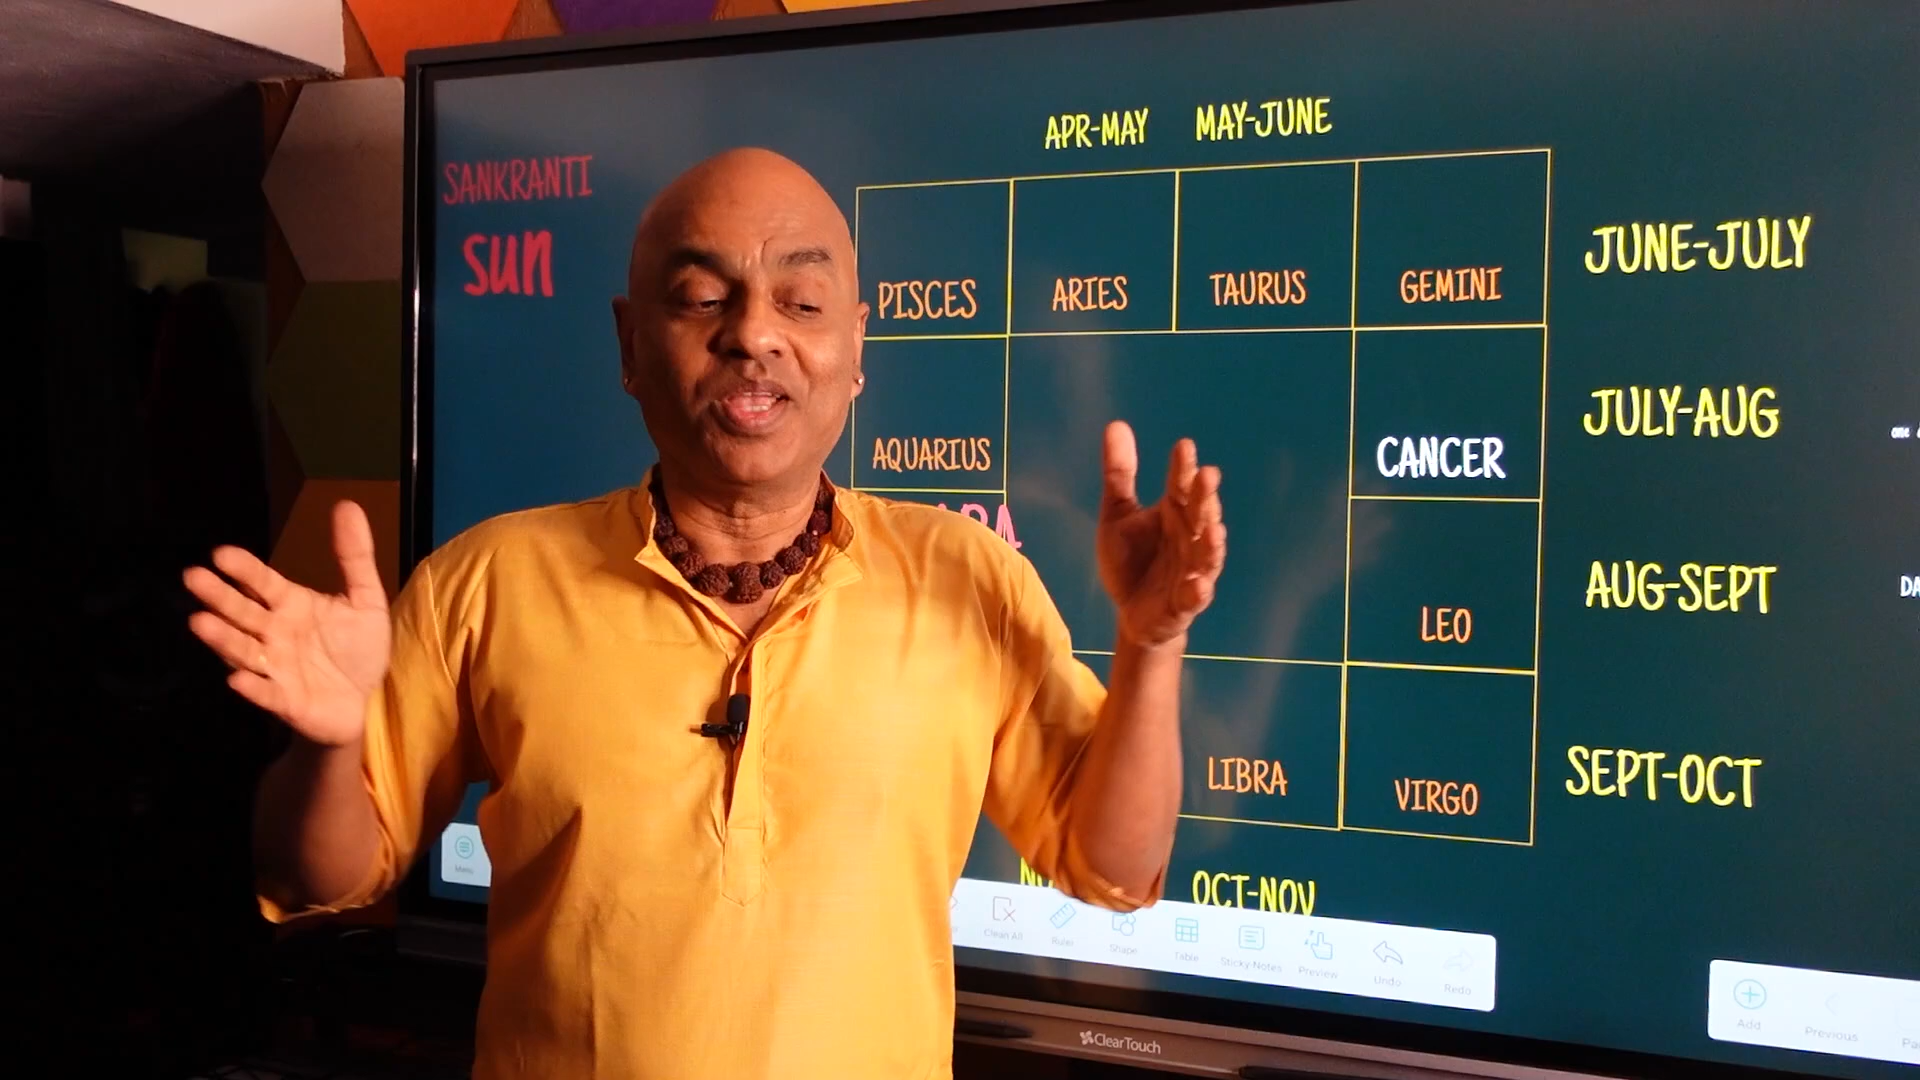 APR-MAY MAY-JUNE
SANKRANTI
sun
PISCES ARIES TAURUS GEMINI
JUNE-JULY
AQUARIUS CANCER
JULY-AUG
LEO
AUG-SEPT
LIBRA VIRGO
SEPT-OCT
OCT-NOV
Menu
Clean All Ruler Shape Table Sticky-Notes Preview Undo Redo
Add Previous
ClearTouch